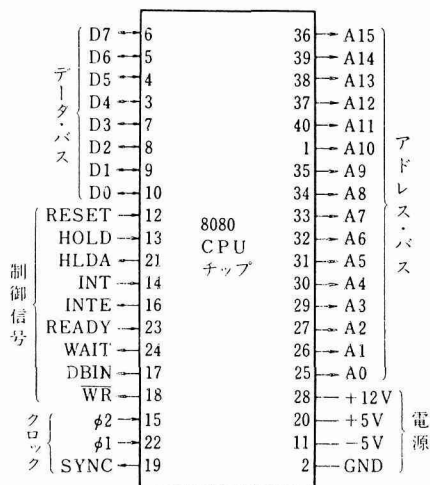 データ・バス
D7 6
D6 5
D5 4
D4 3
D3 7
D2 8
D1 9
D0 10
制御信号
RESET 12
HOLD 13
HLDA 21
INT 14
INTE 16
READY 23
WAIT 24
DBIN 17
W̅R̅ 18
クロック
φ2 15
φ1 22
SYNC 19
8080
CPU
チップ
36 A15
39 A14
38 A13
37 A12
40 A11
1 A10
35 A9
34 A8
33 A7
32 A6
31 A5
30 A4
29 A3
27 A2
26 A1
25 A0
アドレス・バス
28 +12V
20 +5V
11 -5V
2 GND
電源